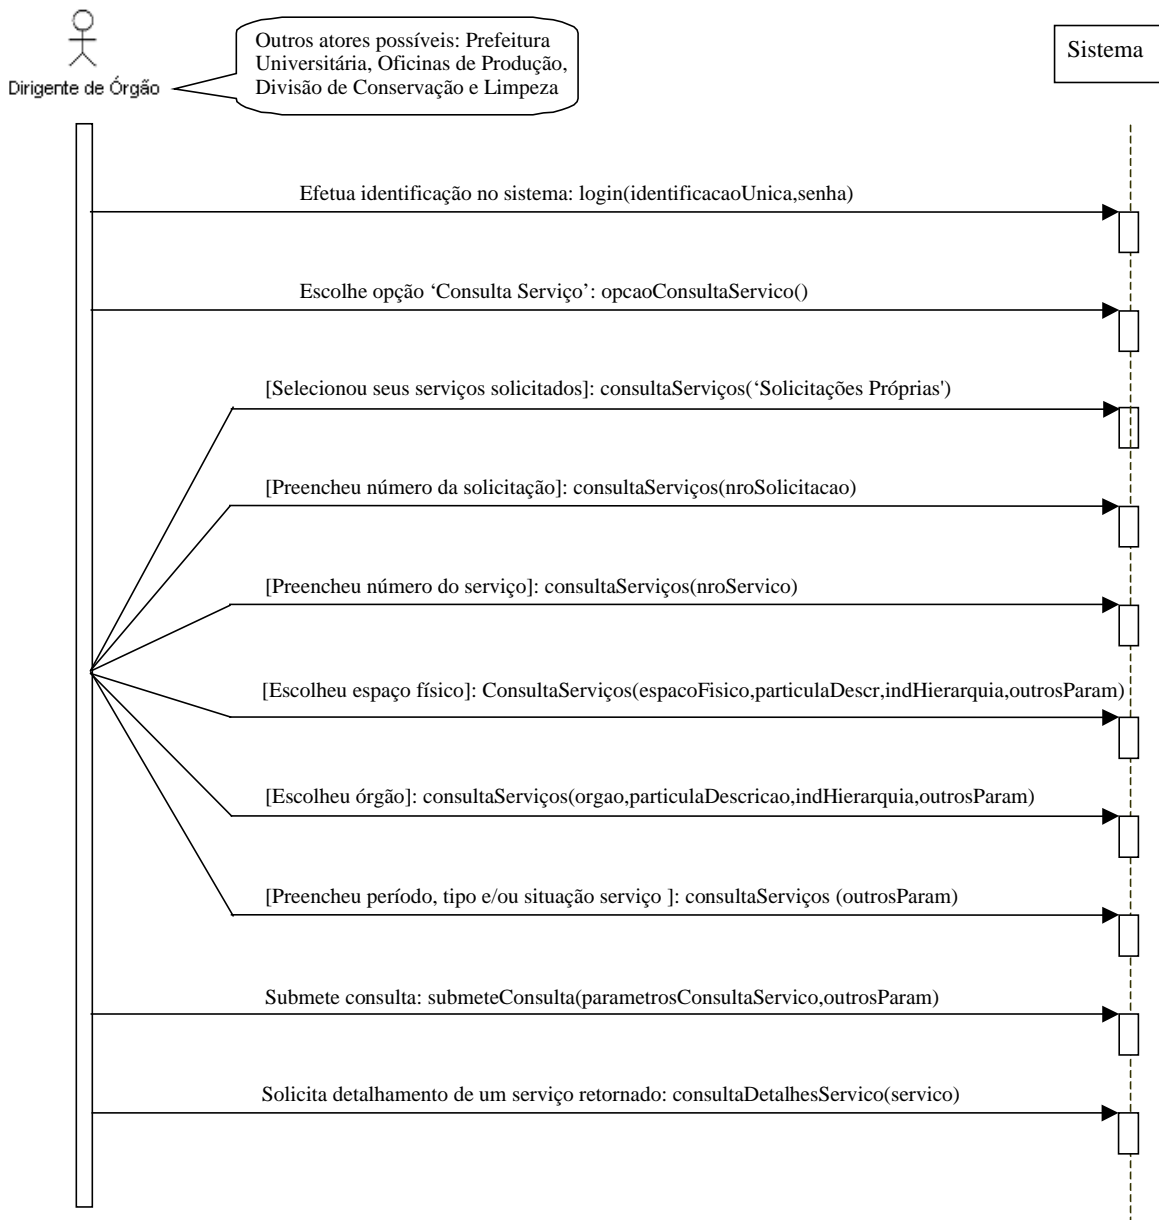 Outros atores possíveis: Prefeitura
Universitária, Oficinas de Produção,
Divisão de Conservação e Limpeza
Sistema
Dirigente de Órgão
Efetua identificação no sistema: login(identificacaoUnica,senha)
Escolhe opção ‘Consulta Serviço’: opcaoConsultaServico()
[Selecionou seus serviços solicitados]: consultaServiços(‘Solicitações Próprias')
[Preencheu número da solicitação]: consultaServiços(nroSolicitacao)
[Preencheu número do serviço]: consultaServiços(nroServico)
[Escolheu espaço físico]: ConsultaServiços(espacoFisico,particulaDescr,indHierarquia,outrosParam)
[Escolheu órgão]: consultaServiços(orgao,particulaDescricao,indHierarquia,outrosParam)
[Preencheu período, tipo e/ou situação serviço ]: consultaServiços (outrosParam)
Submete consulta: submeteConsulta(parametrosConsultaServico,outrosParam)
Solicita detalhamento de um serviço retornado: consultaDetalhesServico(servico)